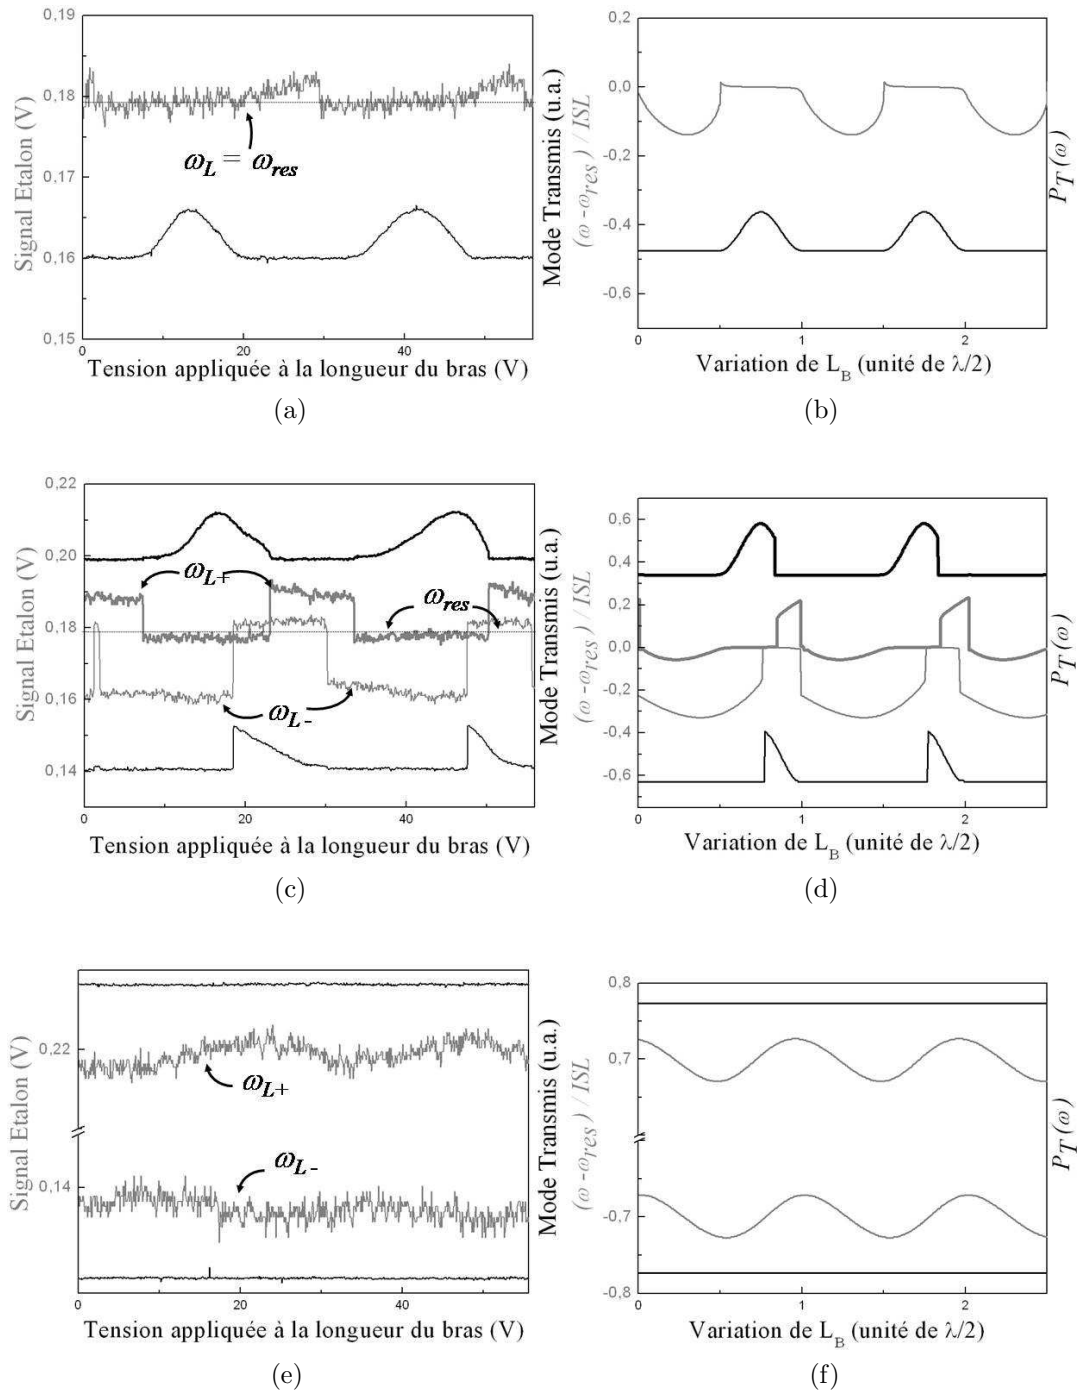 0,19
0,18
0,17
0,16
0,15
Signal Etalon (V)
Mode Transmis (u.a.)
ω_L = ω_res
0
20
40
Tension appliquée à la longueur du bras (V)
(a)
0,2
0,0
-0,2
-0,4
-0,6
(ω -ω_res) / ISL
P_T(ω)
0
1
2
Variation de L_B (unité de λ/2)
(b)
0,22
0,20
0,18
0,16
0,14
Signal Etalon (V)
Mode Transmis (u.a.)
ω_L+
ω_res
ω_L-
0
20
40
Tension appliquée à la longueur du bras (V)
(c)
0,6
0,4
0,2
0,0
-0,2
-0,4
-0,6
(ω -ω_res) / ISL
P_T(ω)
0
1
2
Variation de L_B (unité de λ/2)
(d)
0,22
0,14
Signal Etalon (V)
Mode Transmis (u.a.)
ω_L+
ω_L-
0
20
40
Tension appliquée à la longueur du bras (V)
(e)
0,8
0,7
-0,7
-0,8
(ω -ω_res) / ISL
P_T(ω)
0
1
2
Variation de L_B (unité de λ/2)
(f)